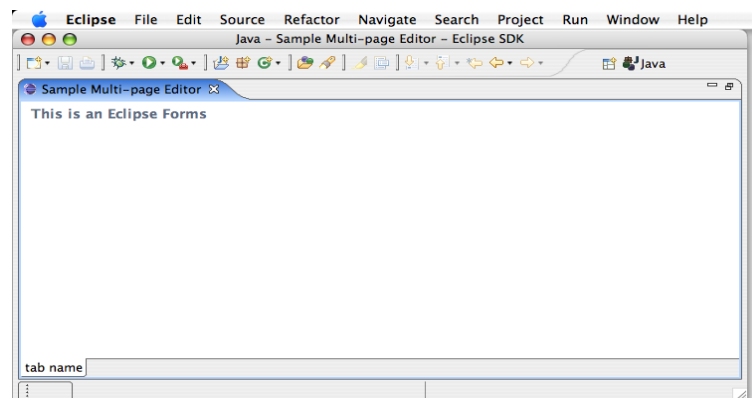 Eclipse File Edit Source Refactor Navigate Search Project Run Window Help
Java – Sample Multi-page Editor – Eclipse SDK
Java
Sample Multi-page Editor
This is an Eclipse Forms
tab name